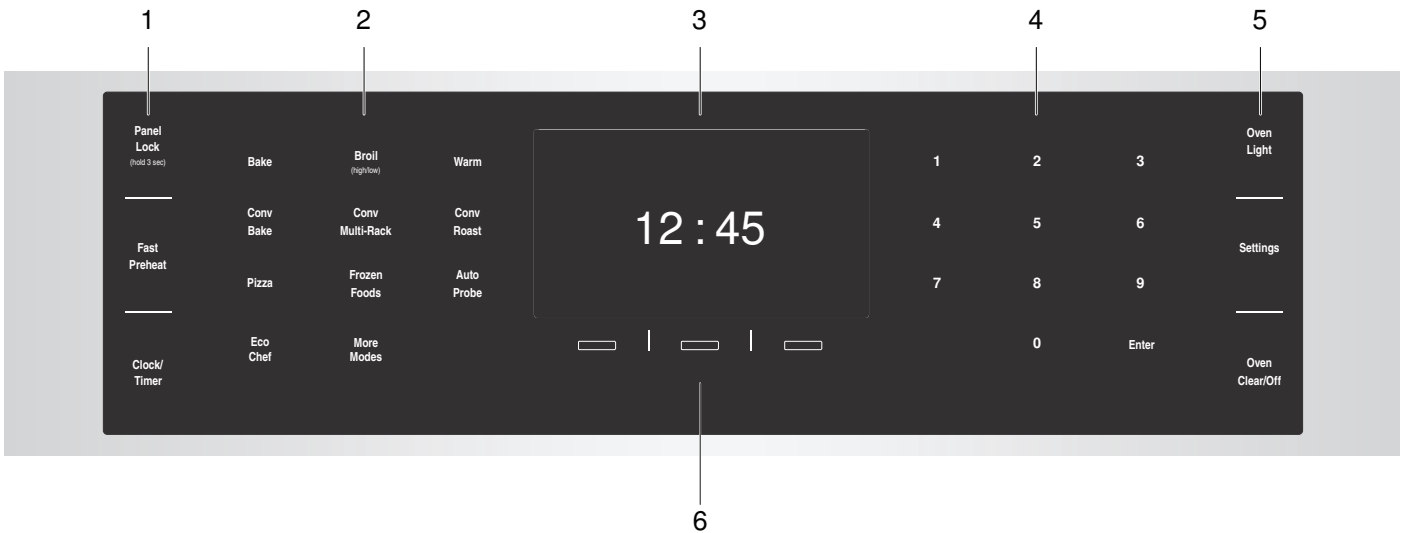 1 2 3 4 5
Panel
Lock
(hold 3 sec)
Fast
Preheat
Clock/
Timer
Bake
Broil
(high/low)
Warm
Conv
Bake
Conv
Multi-Rack
Conv
Roast
Pizza
Frozen
Foods
Auto
Probe
Eco
Chef
More
Modes
12 : 45
1 2 3
4 5 6
7 8 9
0 Enter
Oven
Light
Settings
Oven
Clear/Off
6